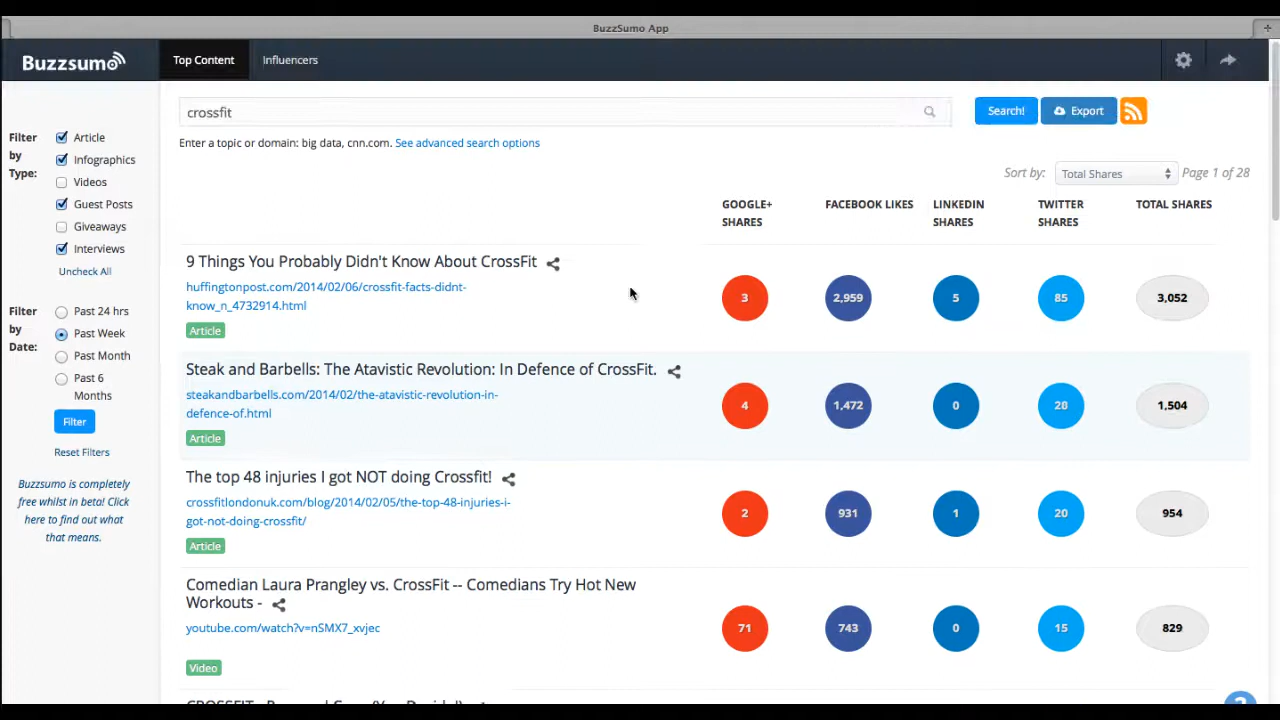 BuzzSumo App
Buzzsumo
Top Content
Influencers
Filter by Type:
Article
Infographics
Videos
Guest Posts
Giveaways
Interviews
Uncheck All
Filter by Date:
Past 24 hrs
Past Week
Past Month
Past 6 Months
Filter
Reset Filters
Buzzsumo is completely
free whilst in beta! Click
here to find out what
that means.
crossfit
Search!
Export
Enter a topic or domain: big data, cnn.com. See advanced search options
Sort by: Total Shares Page 1 of 28
GOOGLE+ SHARES
FACEBOOK LIKES
LINKEDIN SHARES
TWITTER SHARES
TOTAL SHARES
9 Things You Probably Didn't Know About CrossFit
huffingtonpost.com/2014/02/06/crossfit-facts-didnt-
know_n_4732914.html
Article
3 2,959 5 85 3,052
Steak and Barbells: The Atavistic Revolution: In Defence of CrossFit.
steakandbarbells.com/2014/02/the-atavistic-revolution-in-
defence-of.html
Article
4 1,472 0 28 1,504
The top 48 injuries I got NOT doing Crossfit!
crossfitlondonuk.com/blog/2014/02/05/the-top-48-injuries-i-
got-not-doing-crossfit/
Article
2 931 1 20 954
Comedian Laura Prangley vs. CrossFit -- Comedians Try Hot New
Workouts -
youtube.com/watch?v=nSMX7_xvjec
Video
71 743 0 15 829